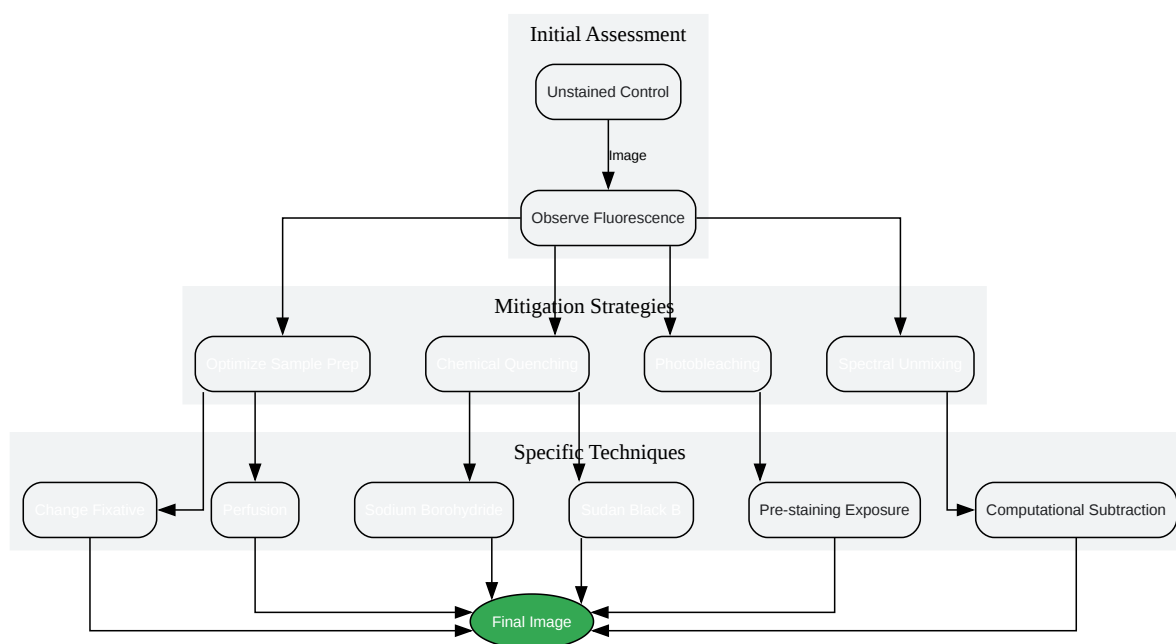 Initial Assessment
Unstained Control
Image
Observe Fluorescence
Mitigation Strategies
Optimize Sample Prep
Chemical Quenching
Photobleaching
Spectral Unmixing
Specific Techniques
Change Fixative
Perfusion
Sodium Borohydride
Sudan Black B
Pre-staining Exposure
Computational Subtraction
Final Image